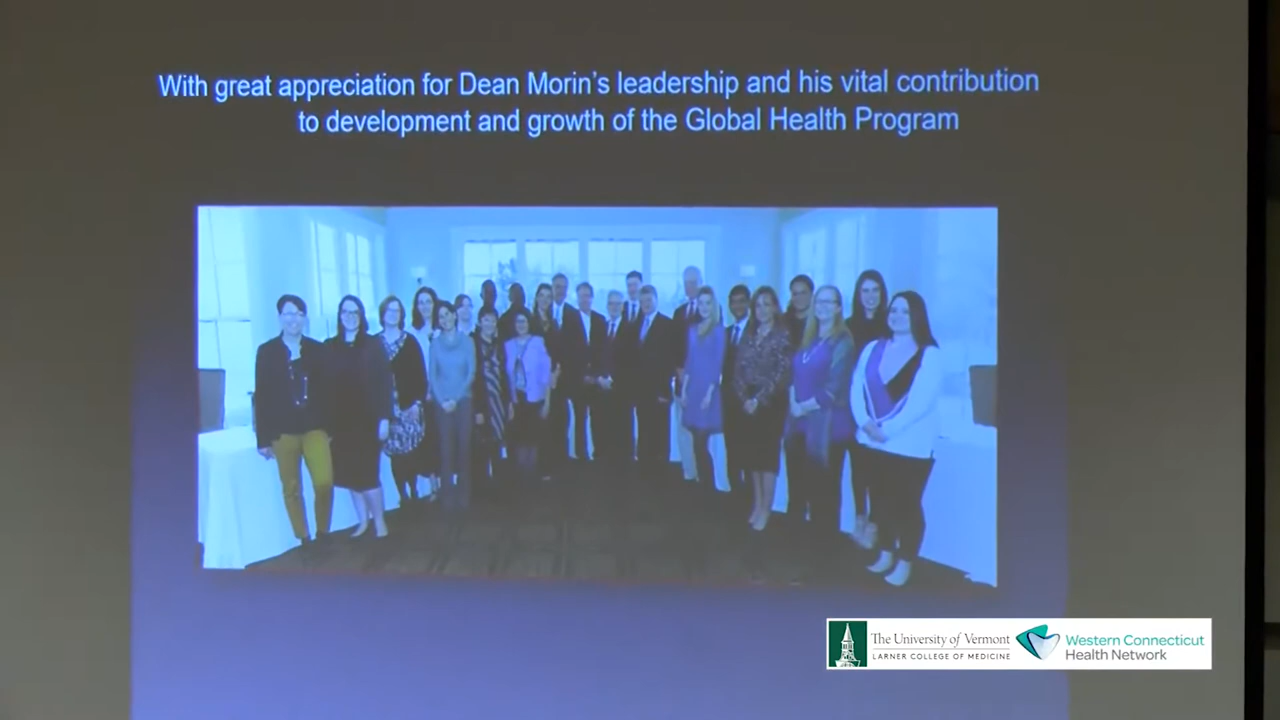 With great appreciation for Dean Morin's leadership and his vital contribution
to development and growth of the Global Health Program
The University of Vermont
LARNER COLLEGE OF MEDICINE
Western Connecticut
Health Network